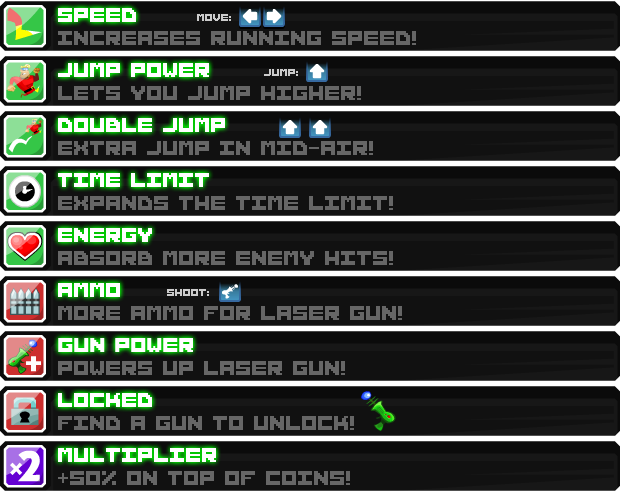 SPEED MOVE:
INCREASES RUNNING SPEED!
JUMP POWER JUMP:
LETS YOU JUMP HIGHER!
DOUBLE JUMP
EXTRA JUMP IN MID-AIR!
TIME LIMIT
EXPANDS THE TIME LIMIT!
ENERGY
ABSORB MORE ENEMY HITS!
AMMO SHOOT:
MORE AMMO FOR LASER GUN!
GUN POWER
POWERS UP LASER GUN!
LOCKED
FIND A GUN TO UNLOCK!
×2 MULTIPLIER
+50% ON TOP OF COINS!